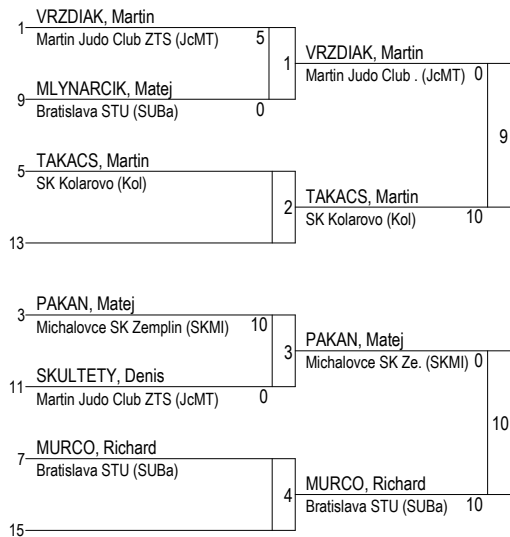 1 VRZDIAK, Martin
Martin Judo Club ZTS (JcMT) 5
9 MLYNARCIK, Matej
Bratislava STU (SUBa) 0
1
VRZDIAK, Martin
Martin Judo Club . (JcMT) 0
5 TAKACS, Martin
SK Kolarovo (Kol)
13
2
TAKACS, Martin
SK Kolarovo (Kol) 10
9
3 PAKAN, Matej
Michalovce SK Zemplin (SKMI) 10
11 SKULTETY, Denis
Martin Judo Club ZTS (JcMT) 0
3
PAKAN, Matej
Michalovce SK Ze. (SKMI) 0
7 MURCO, Richard
Bratislava STU (SUBa)
15
4
MURCO, Richard
Bratislava STU (SUBa) 10
10